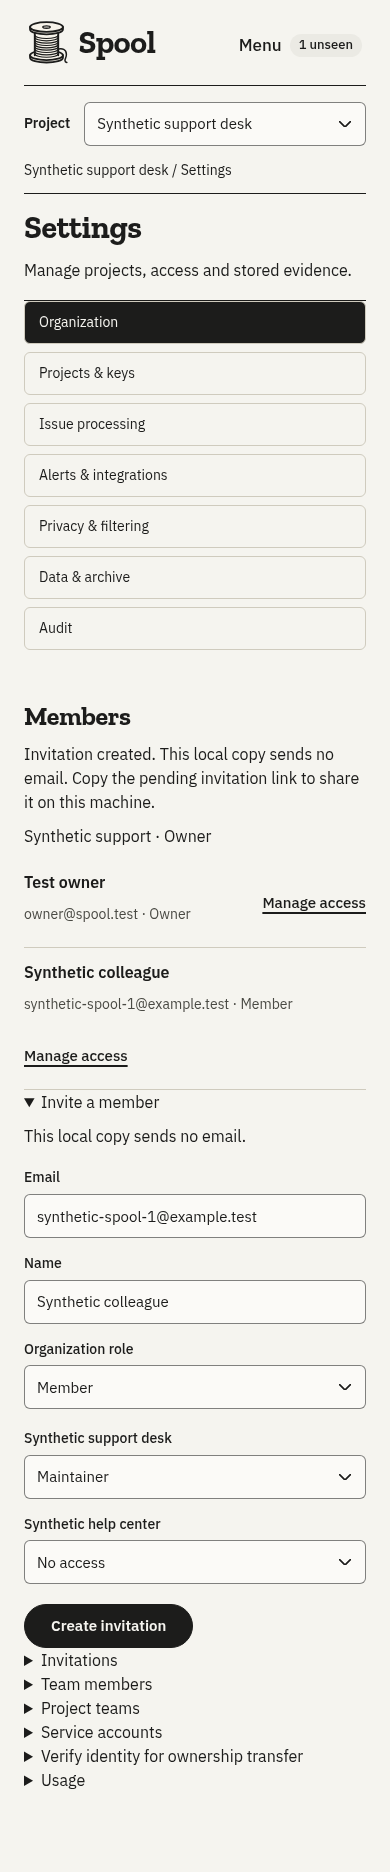 Spool
Menu 1 unseen
Project Synthetic support desk
Synthetic support desk / Settings
Settings
Manage projects, access and stored evidence.
Organization
Projects & keys
Issue processing
Alerts & integrations
Privacy & filtering
Data & archive
Audit
Members
Invitation created. This local copy sends no
email. Copy the pending invitation link to share
it on this machine.
Synthetic support · Owner
Test owner
owner@spool.test · Owner
Manage access
Synthetic colleague
synthetic-spool-1@example.test · Member
Manage access
Invite a member
This local copy sends no email.
Email
synthetic-spool-1@example.test
Name
Synthetic colleague
Organization role
Member
Synthetic support desk
Maintainer
Synthetic help center
No access
Create invitation
Invitations
Team members
Project teams
Service accounts
Verify identity for ownership transfer
Usage